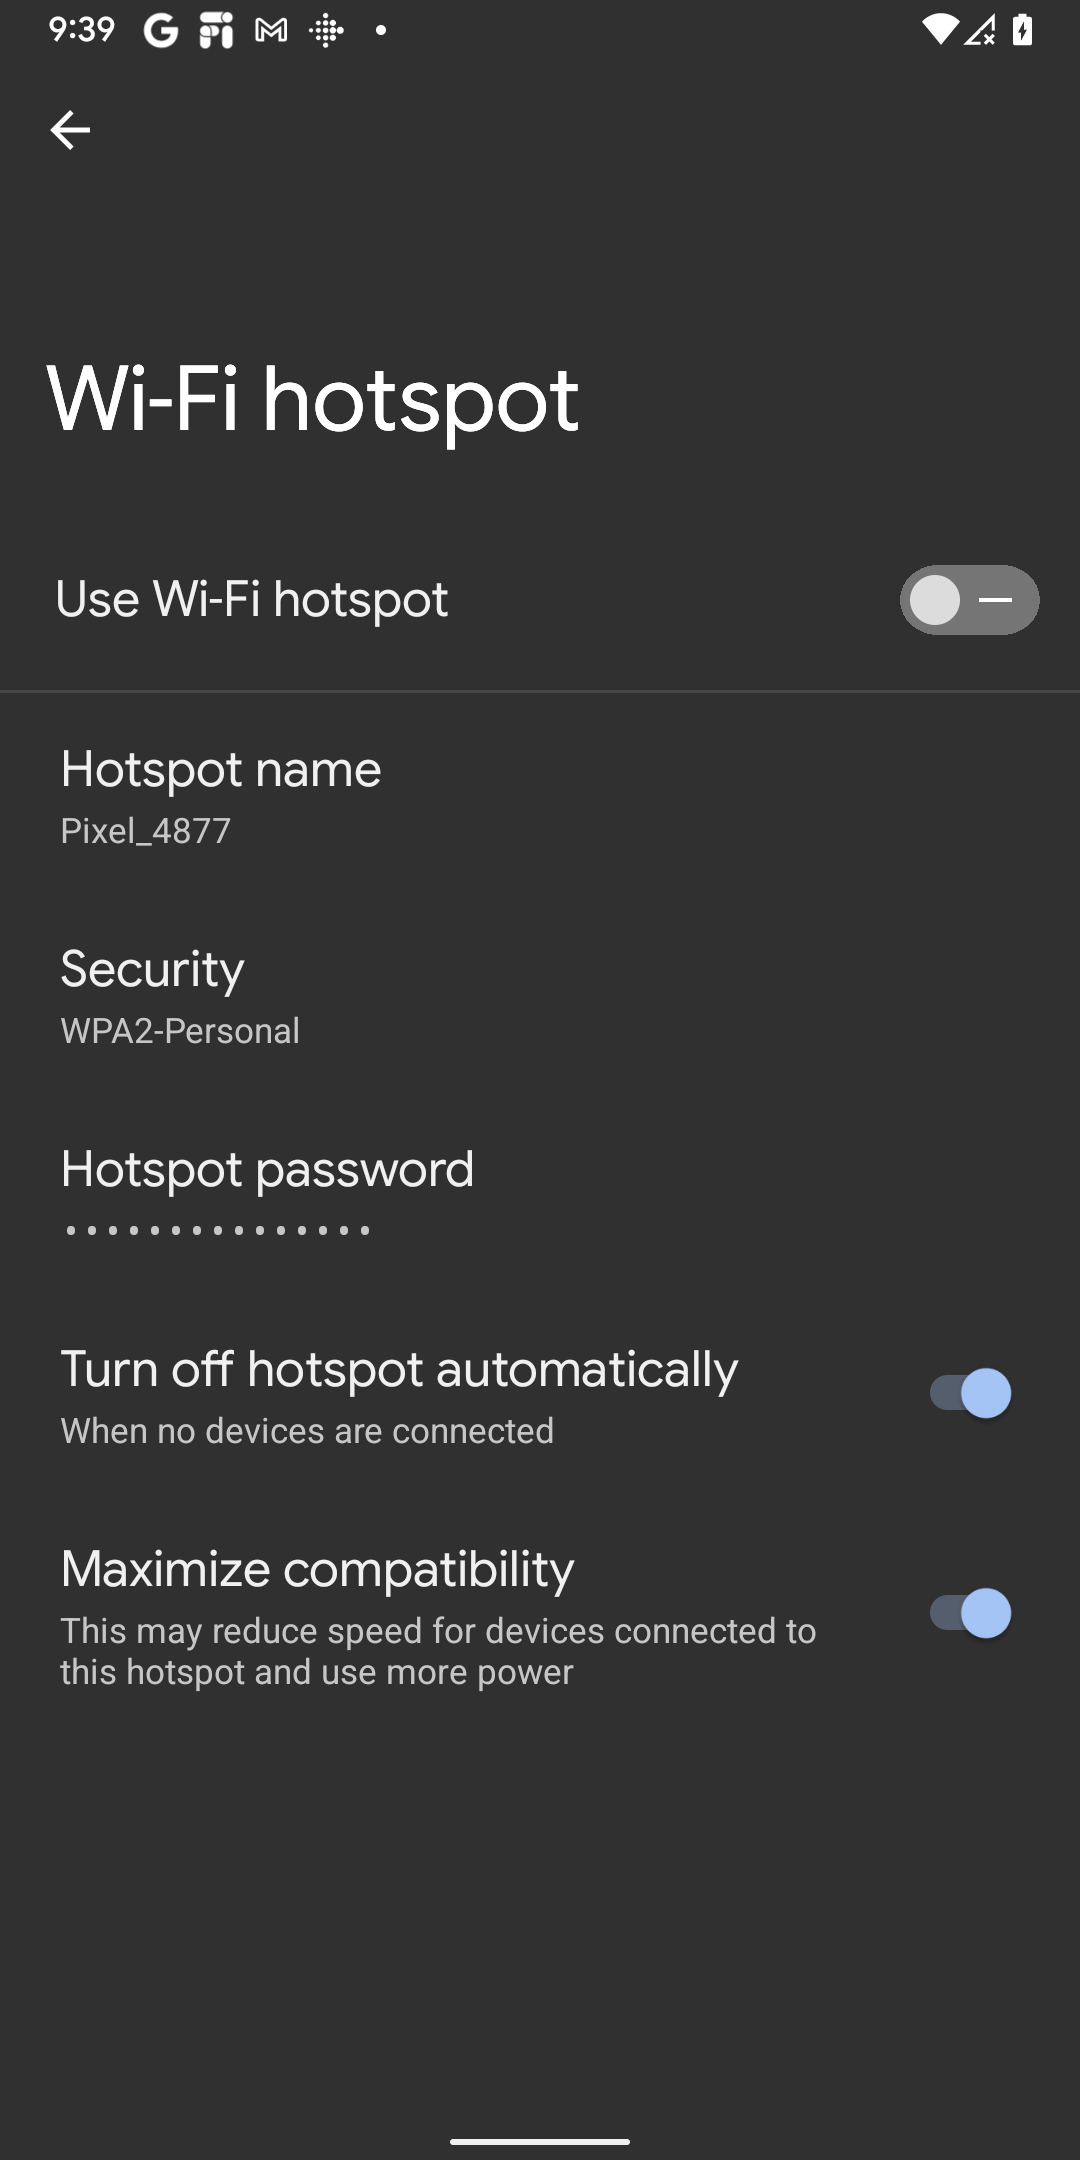 9:39
Wi-Fi hotspot
Use Wi-Fi hotspot
Hotspot name
Pixel_4877
Security
WPA2-Personal
Hotspot password
•••••••••••••••
Turn off hotspot automatically
When no devices are connected
Maximize compatibility
This may reduce speed for devices connected to
this hotspot and use more power